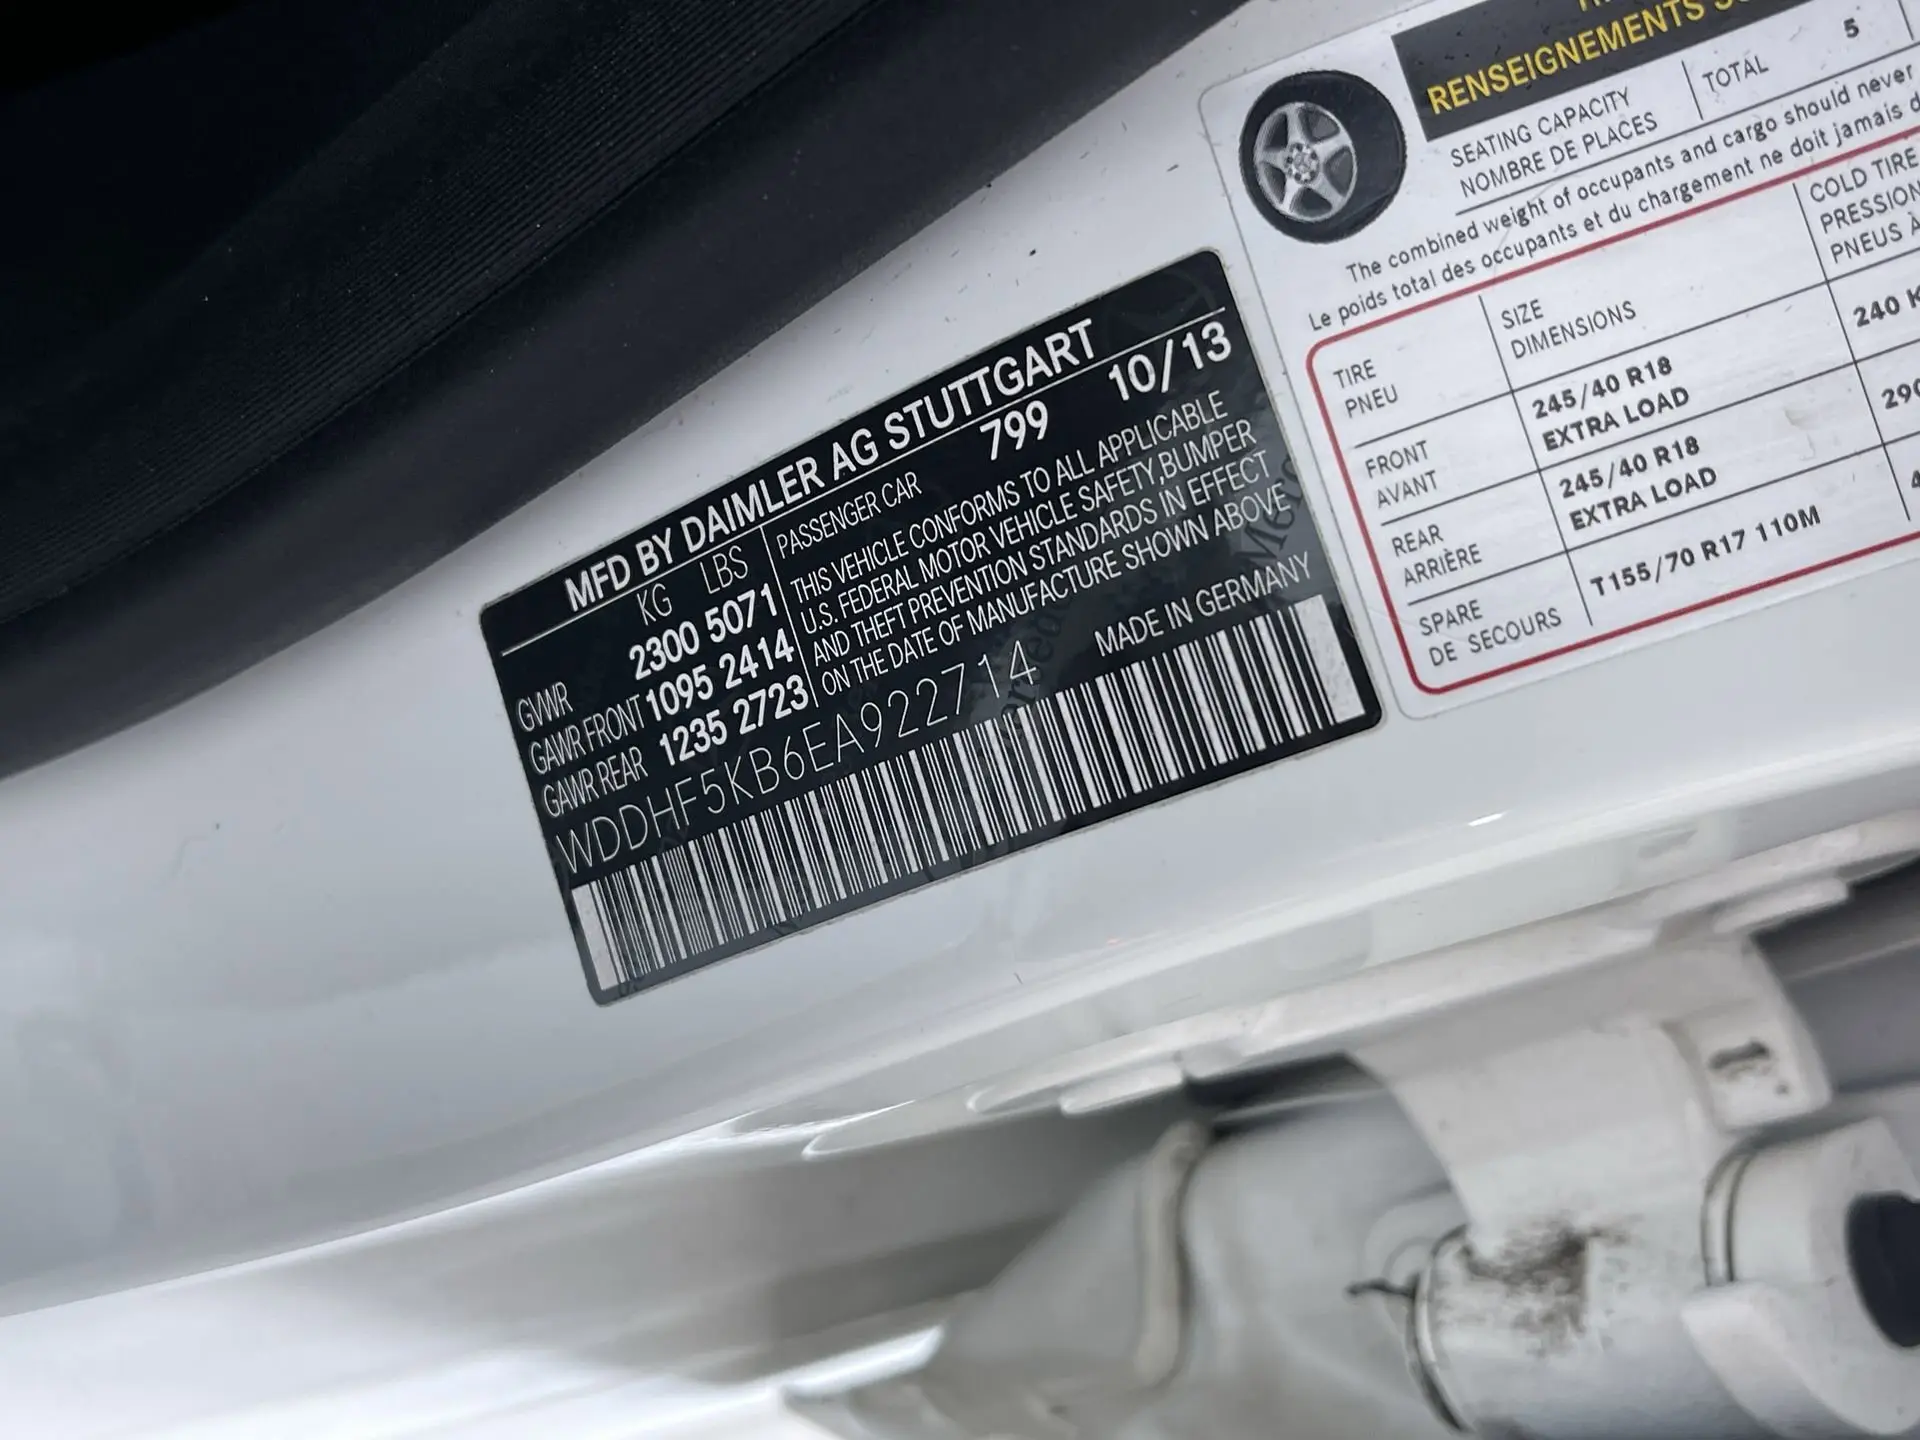 MFD BY DAIMLER AG STUTTGART
KG LBS
GVWR 2300 5071
GAWR FRONT 1095 2414
GAWR REAR 1235 2723
PASSENGER CAR 799 10/13
THIS VEHICLE CONFORMS TO ALL APPLICABLE
U.S. FEDERAL MOTOR VEHICLE SAFETY,BUMPER
AND THEFT PREVENTION STANDARDS IN EFFECT
ON THE DATE OF MANUFACTURE SHOWN ABOVE
WDDHF5KB6EA922714 MADE IN GERMANY
RENSEIGNEMENTS
SEATING CAPACITY
NOMBRE DE PLACES
TOTAL 5
The combined weight of occupants and cargo should never
Le poids total des occupants et du chargement ne doit jamais
TIRE
PNEU
SIZE
DIMENSIONS
COLD TIRE
PRESSION
PNEUS À
FRONT
AVANT
245/40 R18
EXTRA LOAD
240
REAR
ARRIÈRE
245/40 R18
EXTRA LOAD
SPARE
DE SECOURS
T155/70 R17 110M